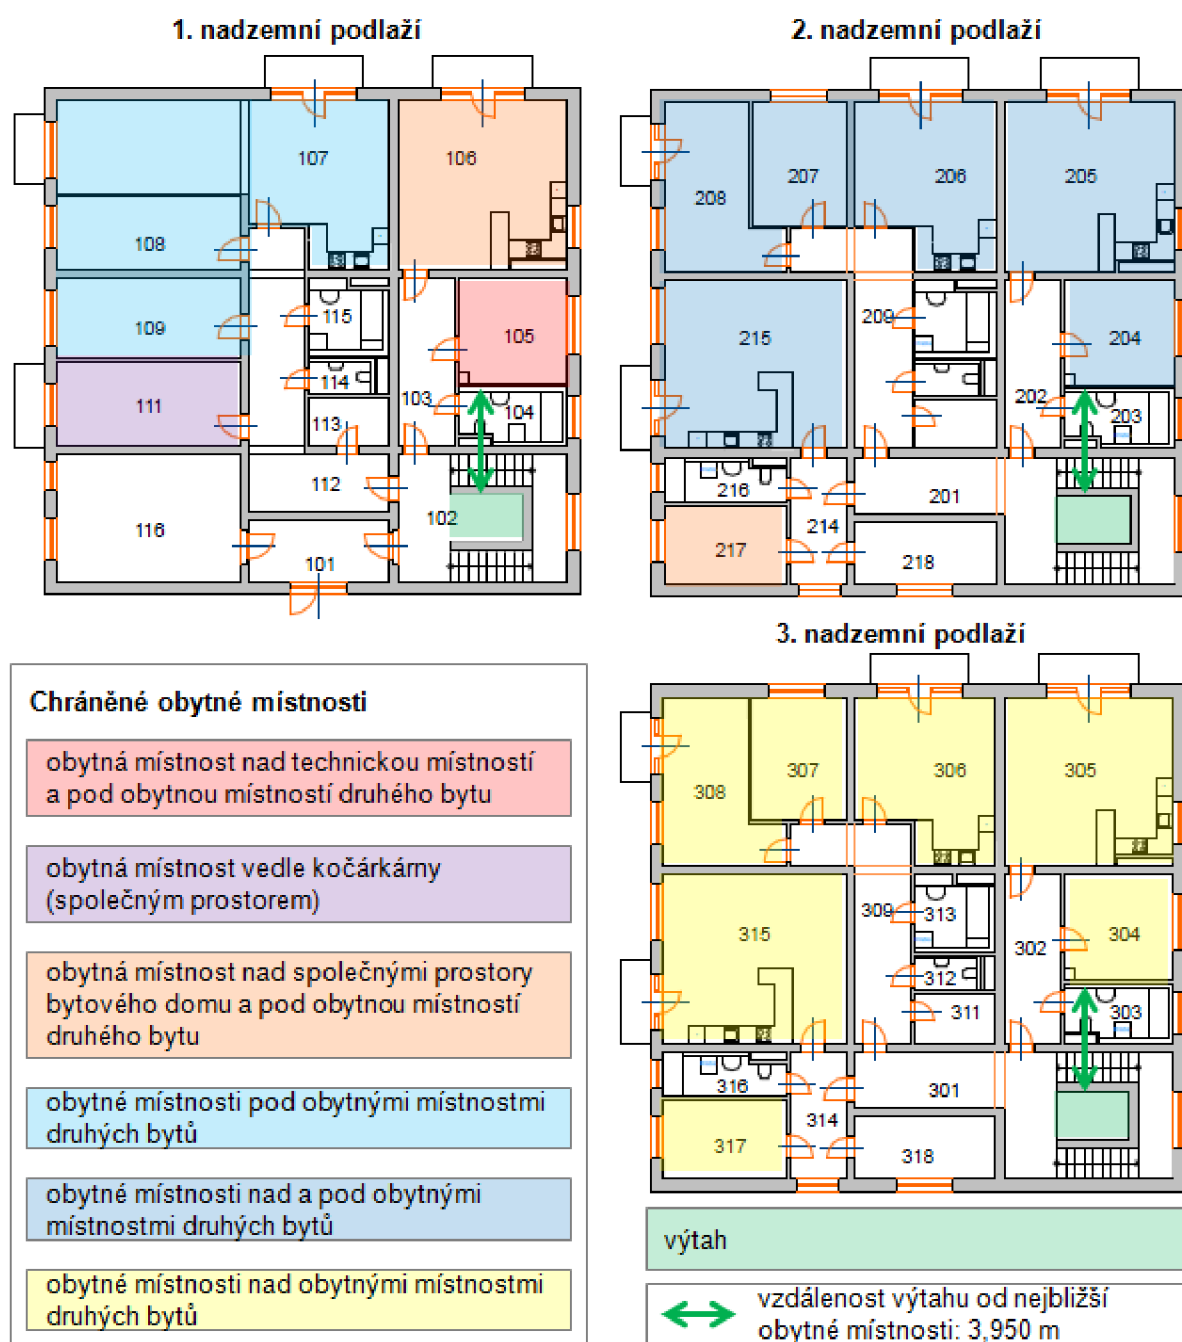 1. nadzemní podlaží
2. nadzemní podlaží
107
106
108
109
115
105
111
114
104
113
103
112
102
116
101
208
207
206
205
215
209
204
202
203
216
201
214
217
218
3. nadzemní podlaží
308
307
306
305
315
309
313
302
304
312
311
303
316
301
314
317
318
Chráněné obytné místnosti
obytná místnost nad technickou místností
a pod obytnou místností druhého bytu
obytná místnost vedle kočárkárny
(společným prostorem)
obytná místnost nad společnými prostory
bytového domu a pod obytnou místností
druhého bytu
obytné místnosti pod obytnými místnostmi
druhých bytů
obytné místnosti nad a pod obytnými
místnostmi druhých bytů
obytné místnosti nad obytnými místnostmi
druhých bytů
výtah
vzdálenost výtahu od nejbližší
obytné místnosti: 3,950 m